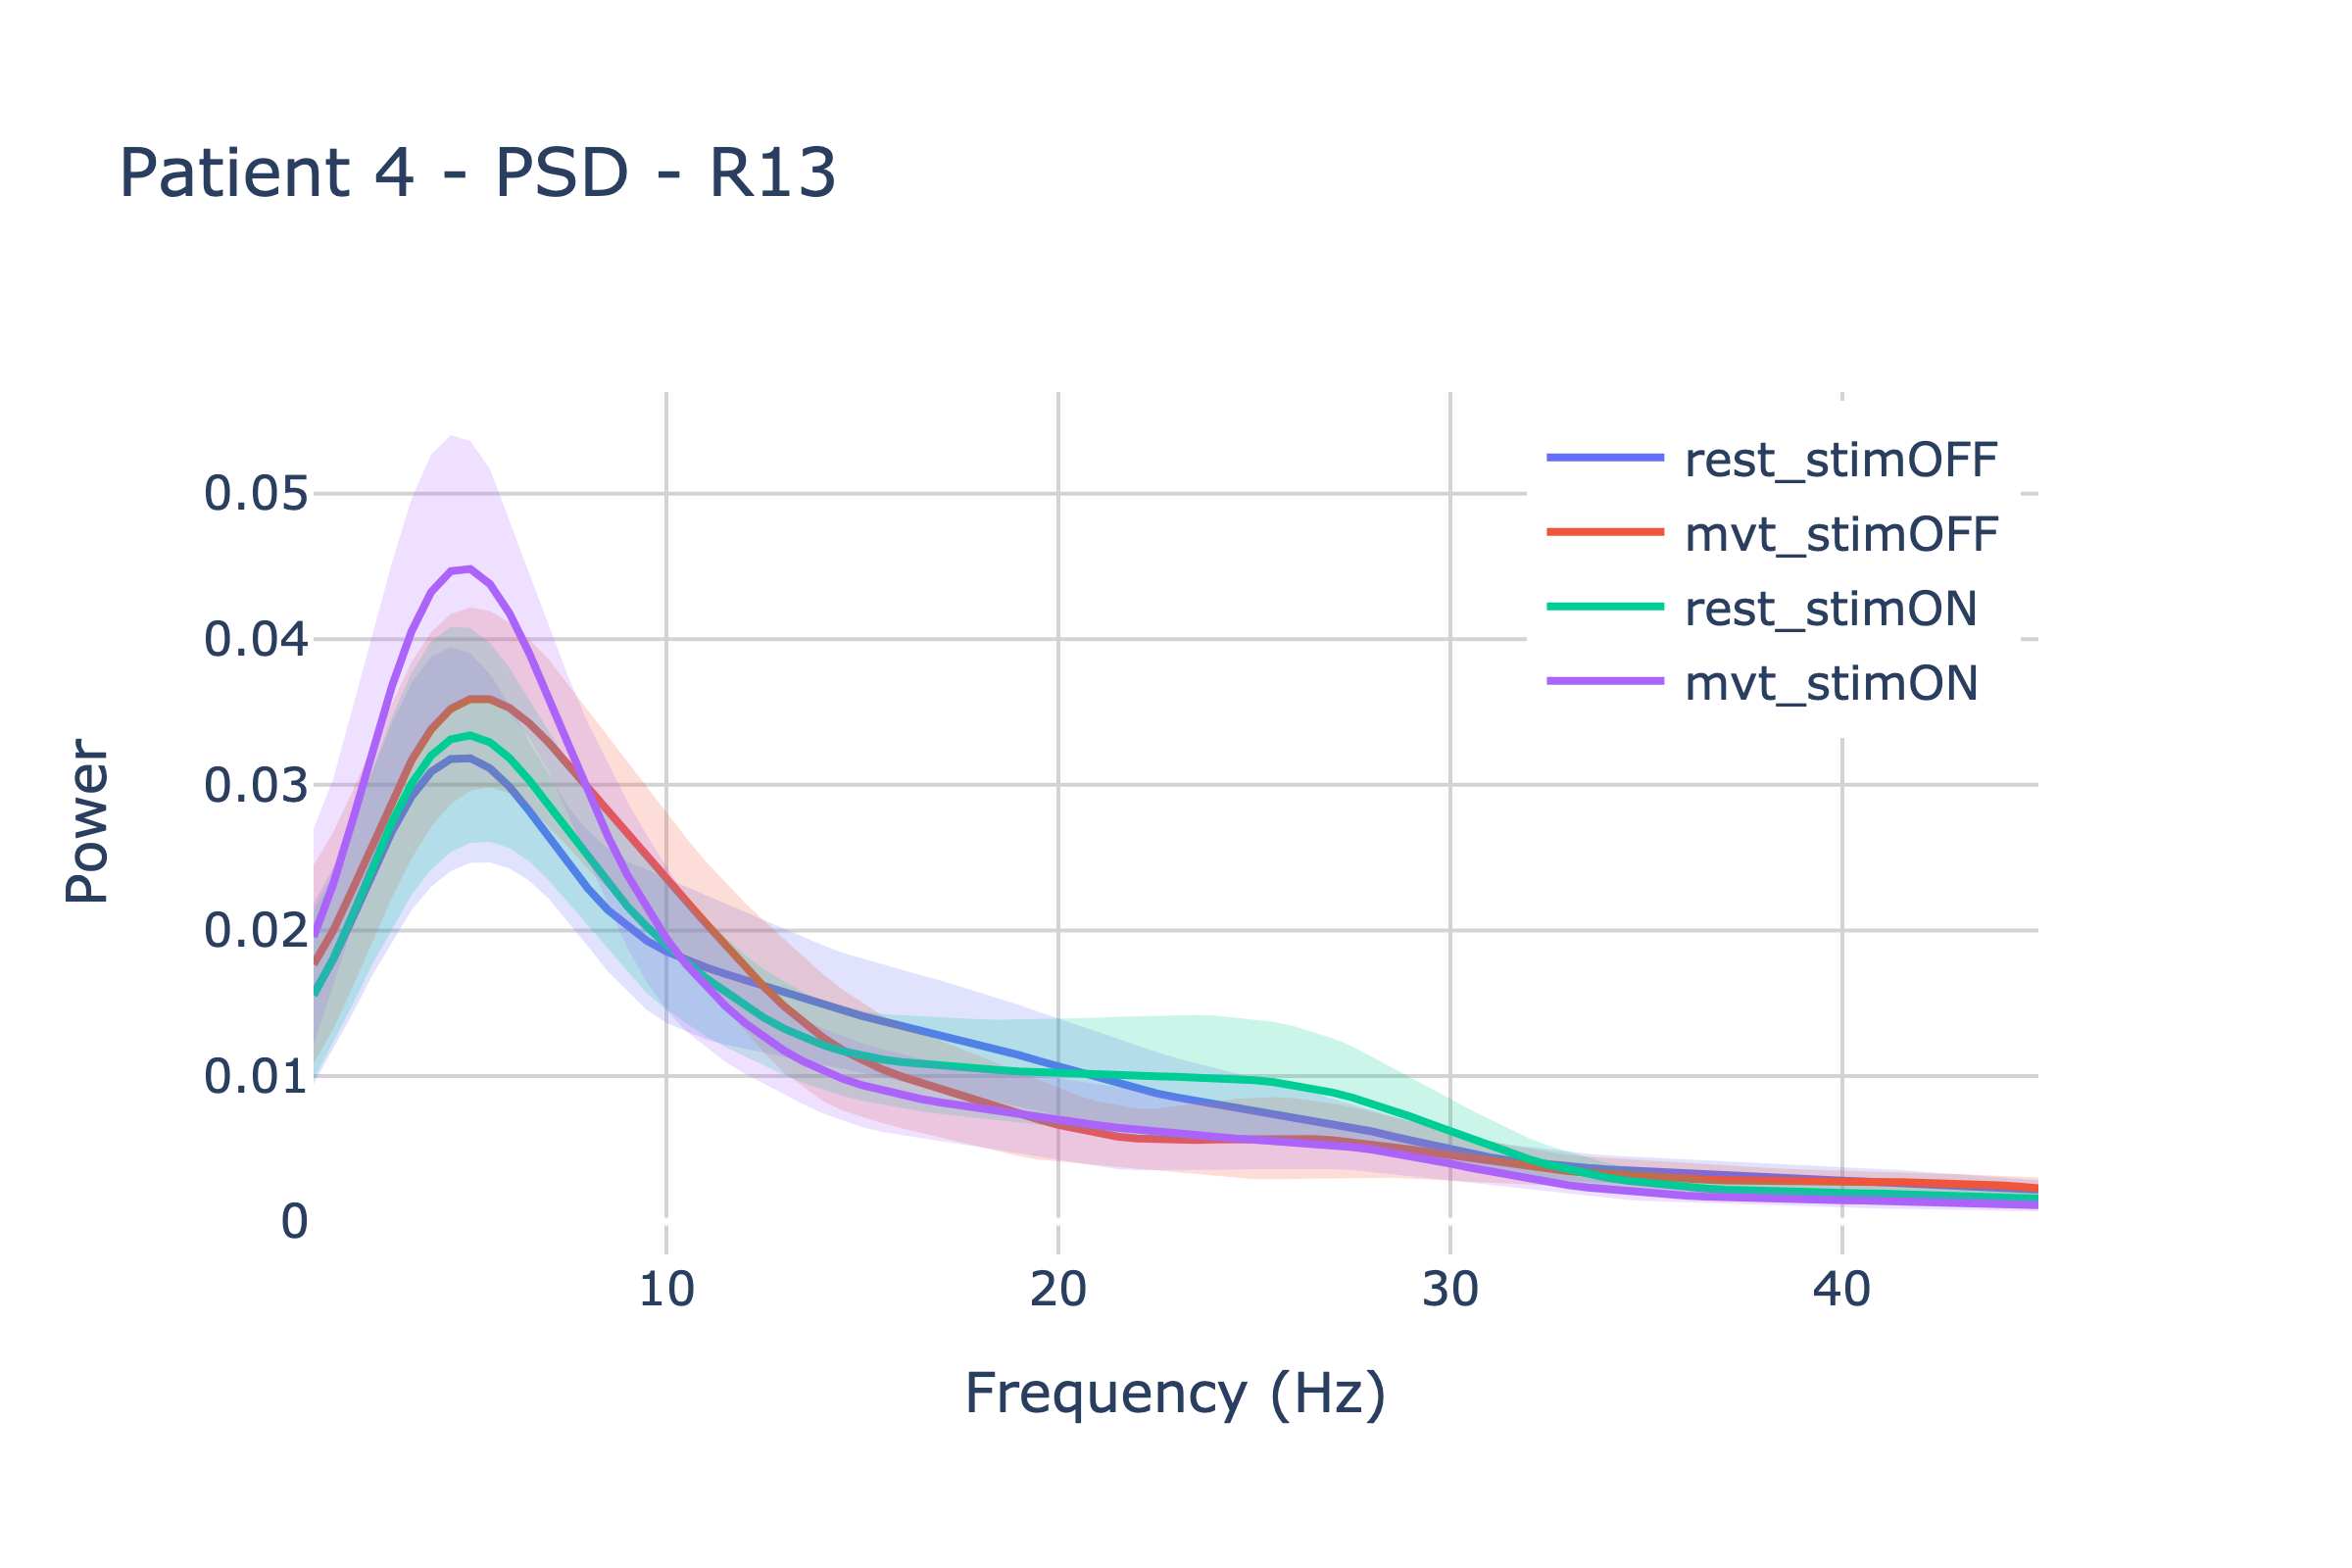 Patient 4 - PSD - R13
rest_stimOFF
mvt_stimOFF
rest_stimON
mvt_stimON
0.05
0.04
0.03
0.02
0.01
0
Power
10
20
30
40
Frequency (Hz)